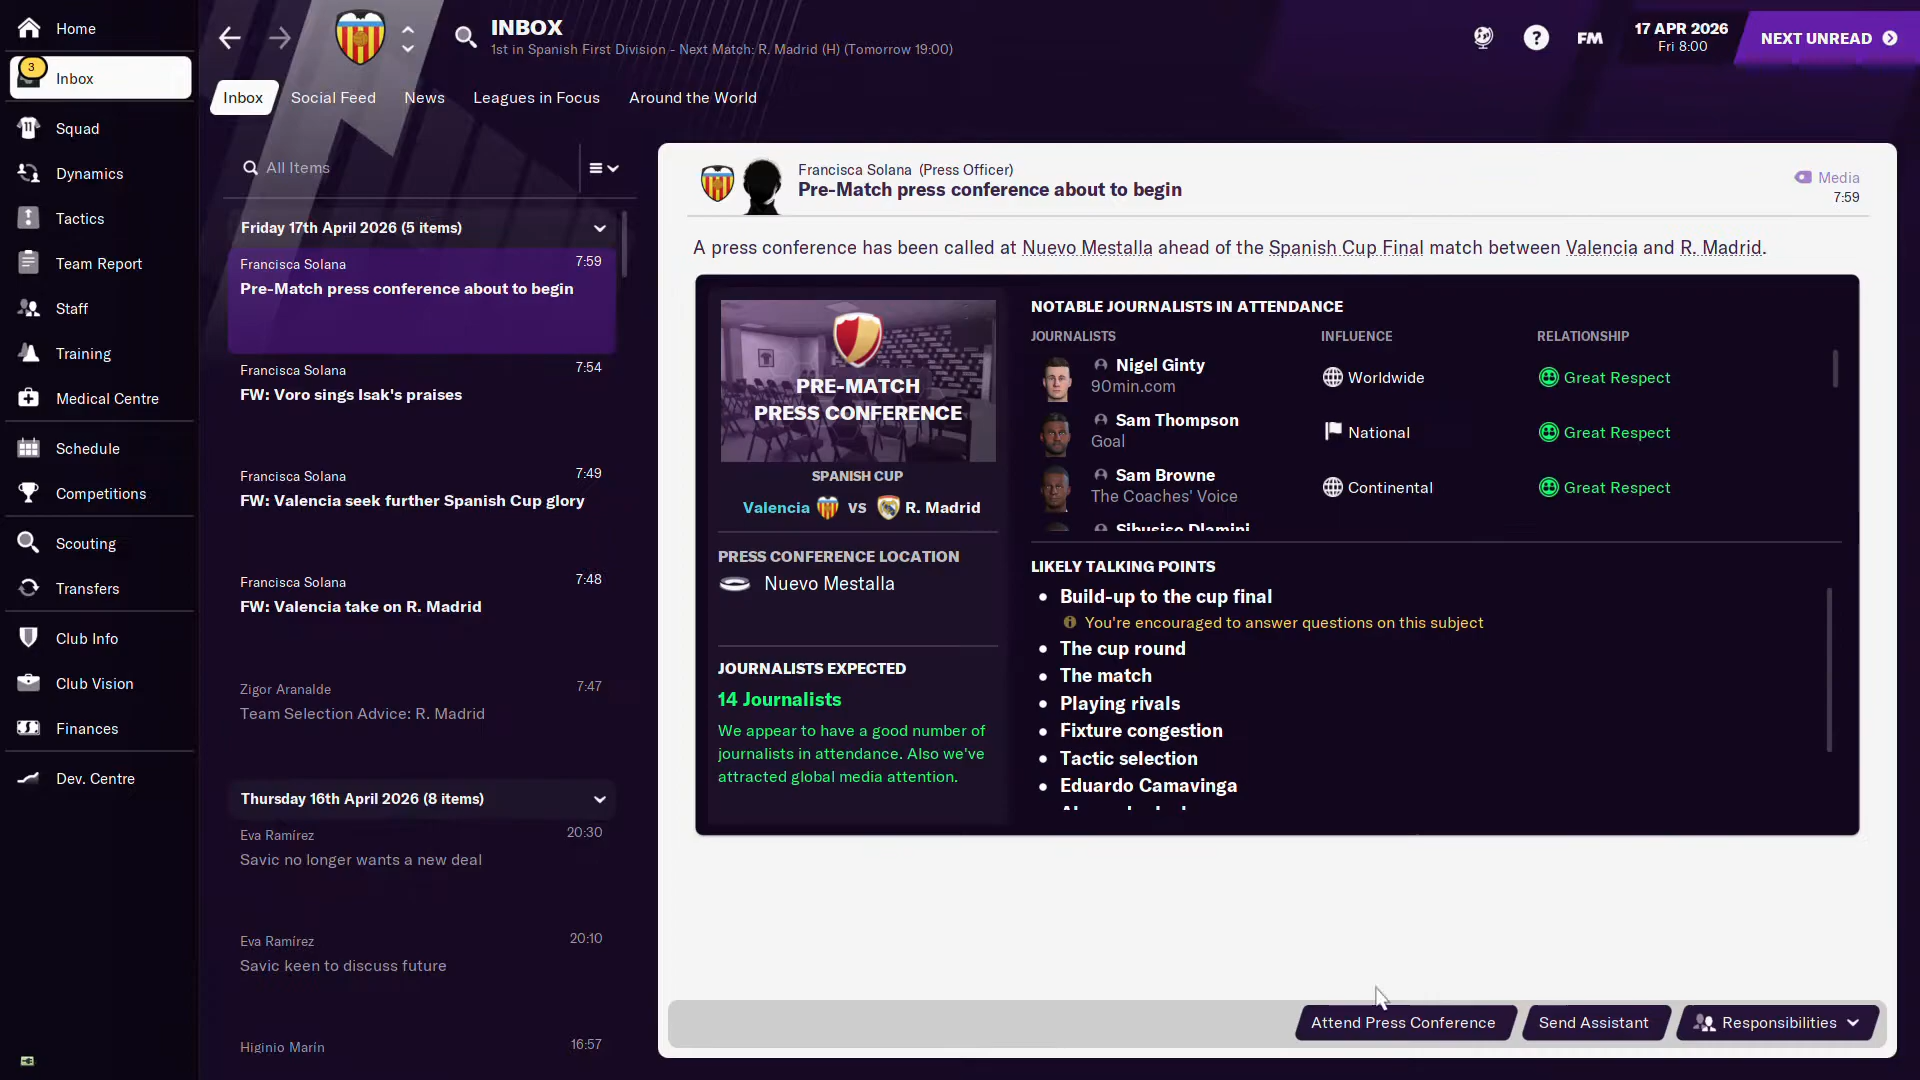 Home
3
Inbox
Squad
Dynamics
Tactics
Team Report
Staff
Training
Medical Centre
Schedule
Competitions
Scouting
Transfers
Club Info
Club Vision
Finances
Dev. Centre
INBOX
1st in Spanish First Division - Next Match: R. Madrid (H) (Tomorrow 19:00)
FM
17 APR 2026
Fri 8:00
NEXT UNREAD
Inbox
Social Feed
News
Leagues in Focus
Around the World
All Items
Friday 17th April 2026 (5 items)
Francisca Solana 7:59
Pre-Match press conference about to begin
Francisca Solana 7:54
FW: Voro sings Isak's praises
Francisca Solana 7:49
FW: Valencia seek further Spanish Cup glory
Francisca Solana 7:48
FW: Valencia take on R. Madrid
Zigor Aranalde 7:47
Team Selection Advice: R. Madrid
Thursday 16th April 2026 (8 items)
Eva Ramírez 20:30
Savic no longer wants a new deal
Eva Ramírez 20:10
Savic keen to discuss future
Higinio Marín 16:57
Francisca Solana (Press Officer)
Pre-Match press conference about to begin
Media
7:59
A press conference has been called at Nuevo Mestalla ahead of the Spanish Cup Final match between Valencia and R. Madrid.
PRE-MATCH
PRESS CONFERENCE
SPANISH CUP
Valencia VS R. Madrid
PRESS CONFERENCE LOCATION
Nuevo Mestalla
JOURNALISTS EXPECTED
14 Journalists
We appear to have a good number of
journalists in attendance. Also we've
attracted global media attention.
NOTABLE JOURNALISTS IN ATTENDANCE
JOURNALISTS INFLUENCE RELATIONSHIP
Nigel Ginty
90min.com
Worldwide
Great Respect
Sam Thompson
Goal
National
Great Respect
Sam Browne
The Coaches' Voice
Continental
Great Respect
Sibusiso Dlamini
LIKELY TALKING POINTS
Build-up to the cup final
You're encouraged to answer questions on this subject
The cup round
The match
Playing rivals
Fixture congestion
Tactic selection
Eduardo Camavinga
Attend Press Conference
Send Assistant
Responsibilities